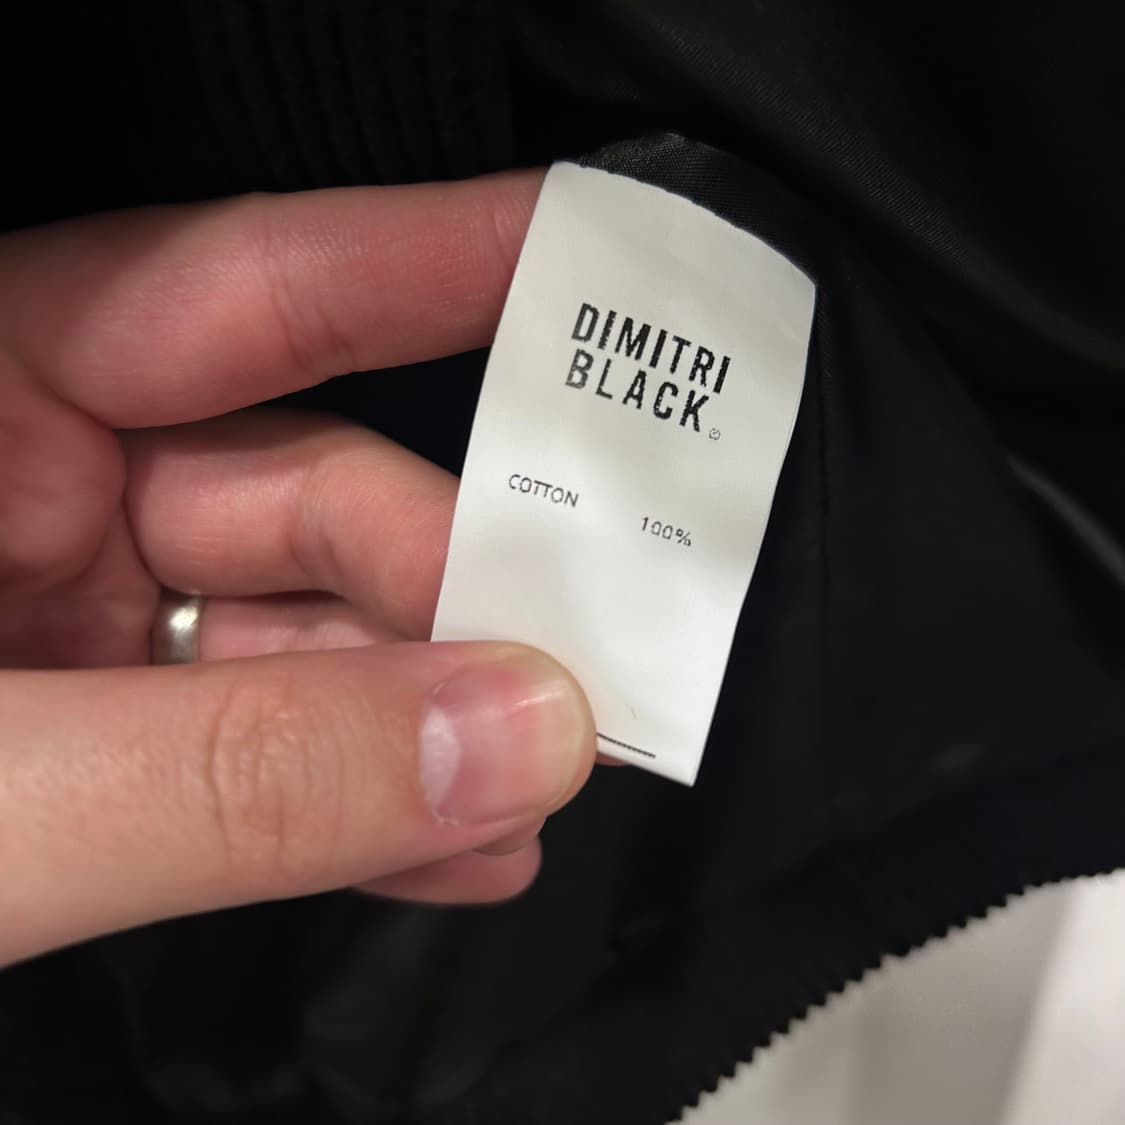 DIMITRI
BLACK®
COTTON 100%